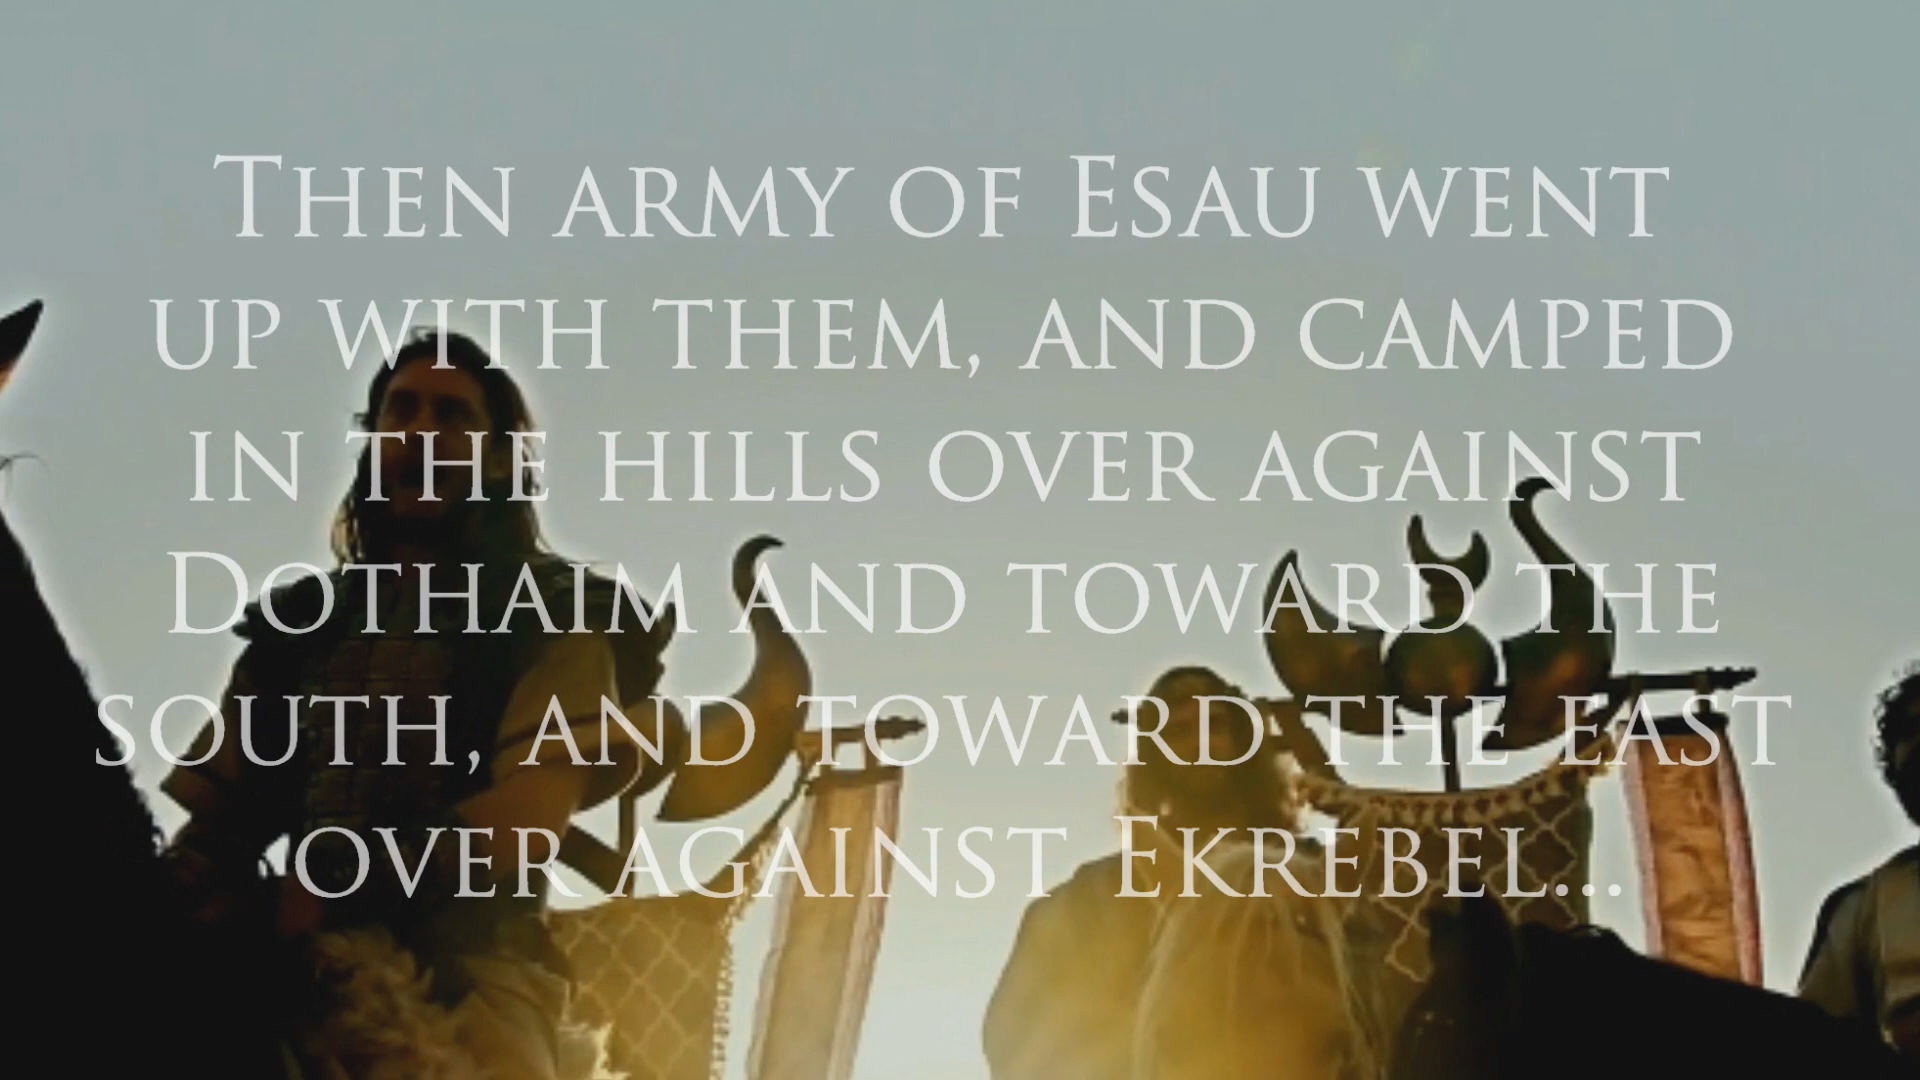 Then army of Esau went
up with them, and camped
in the hills over against
Dothaim and toward the
south, and toward the east
over against Ekrebel...